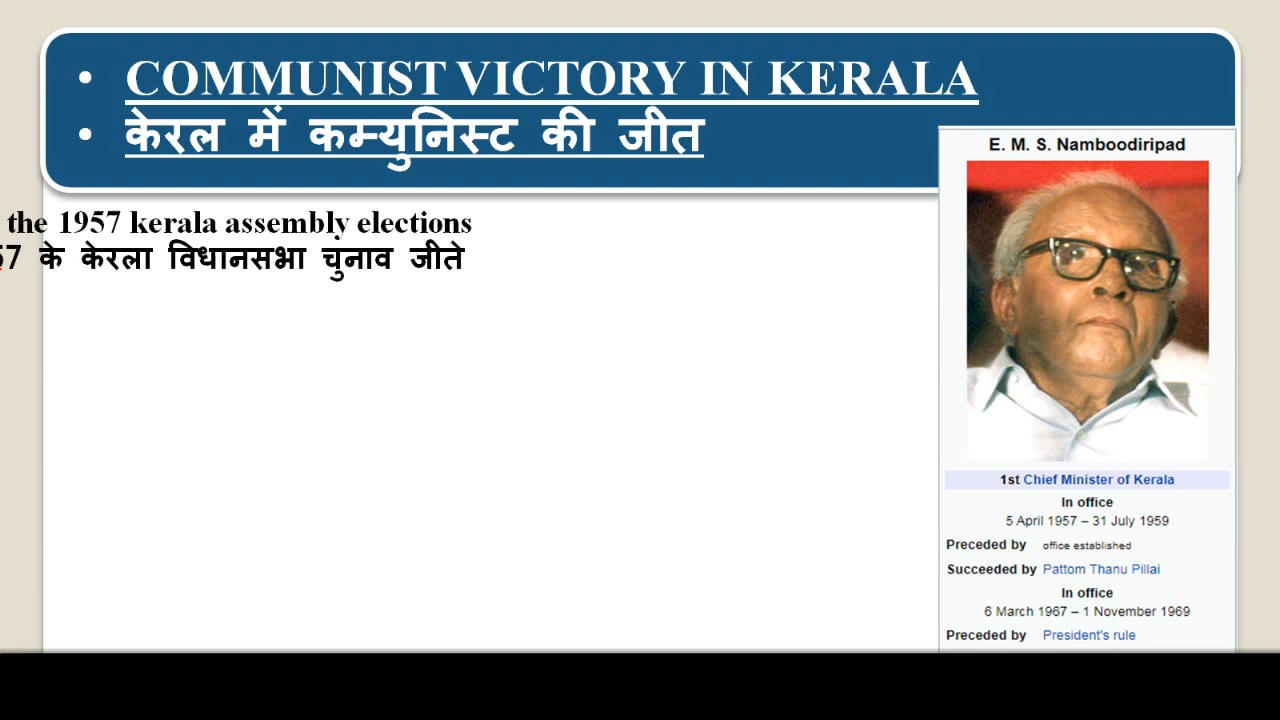 COMMUNIST VICTORY IN KERALA
केरल में कम्युनिस्ट की जीत
the 1957 kerala assembly elections
57 के केरला विधानसभा चुनाव जीते
E. M. S. Namboodiripad
1st Chief Minister of Kerala
In office
5 April 1957 – 31 July 1959
Preceded by office established
Succeeded by Pattom Thanu Pillai
In office
6 March 1967 – 1 November 1969
Preceded by President's rule